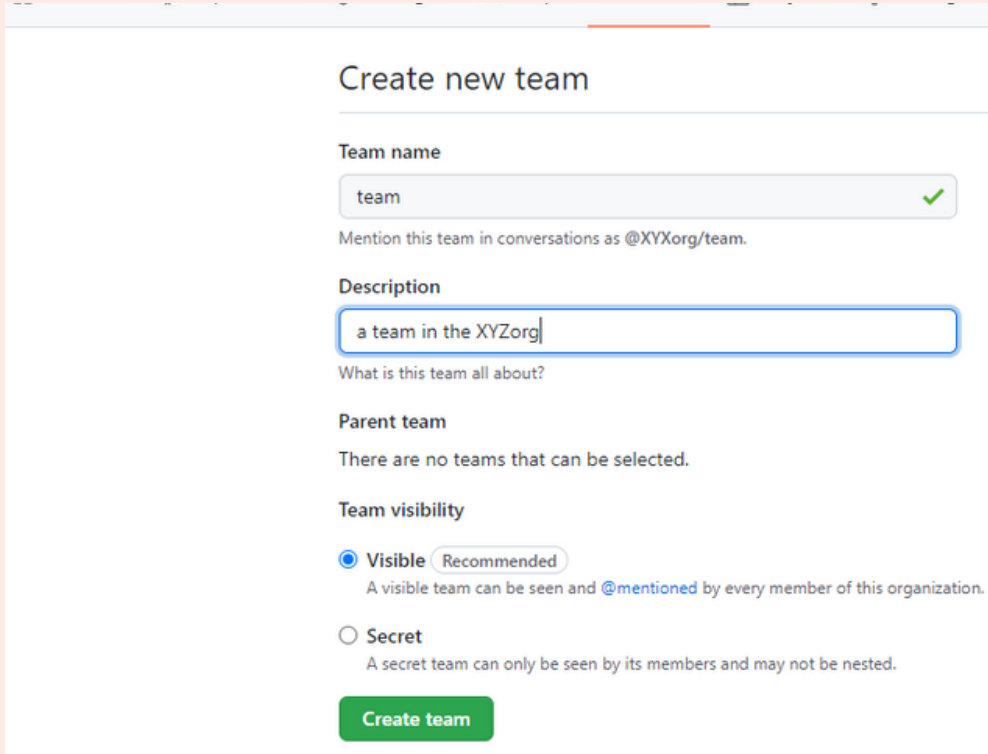 Create new team
Team name
team
Mention this team in conversations as @XYXorg/team.
Description
a team in the XYZorg
What is this team all about?
Parent team
There are no teams that can be selected.
Team visibility
Visible Recommended
A visible team can be seen and @mentioned by every member of this organization.
Secret
A secret team can only be seen by its members and may not be nested.
Create team